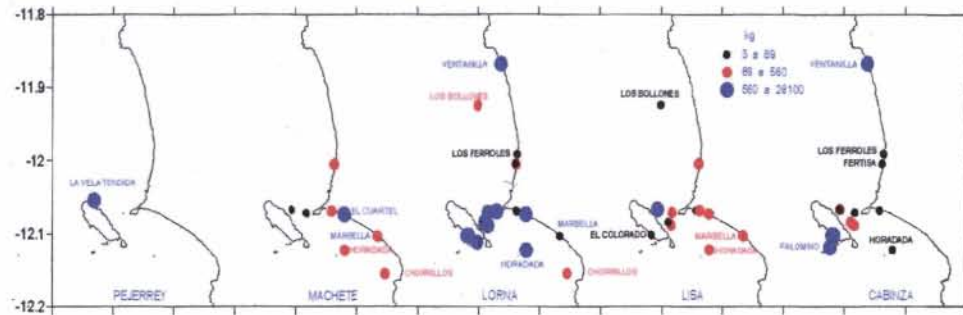 -11.8
-11.9
-12
-12.1
-12.2
kg
5 a 89
89 a 560
560 a 28100
LA VELA TENDIDA
PEJERREY
EL CUARTEL
MARBELLA
HORADADA
CHORRILLOS
MACHETE
VENTANILLA
LOS BOLLONES
LOS FERROLES
MARBELLA
HORADADA
CHORRILLOS
LORNA
LOS BOLLONES
EL COLORADO
MARBELLA
HORADADA
LISA
VENTANILLA
LOS FERROLES
FERTISA
PALOMINO
HORADADA
CABINZA